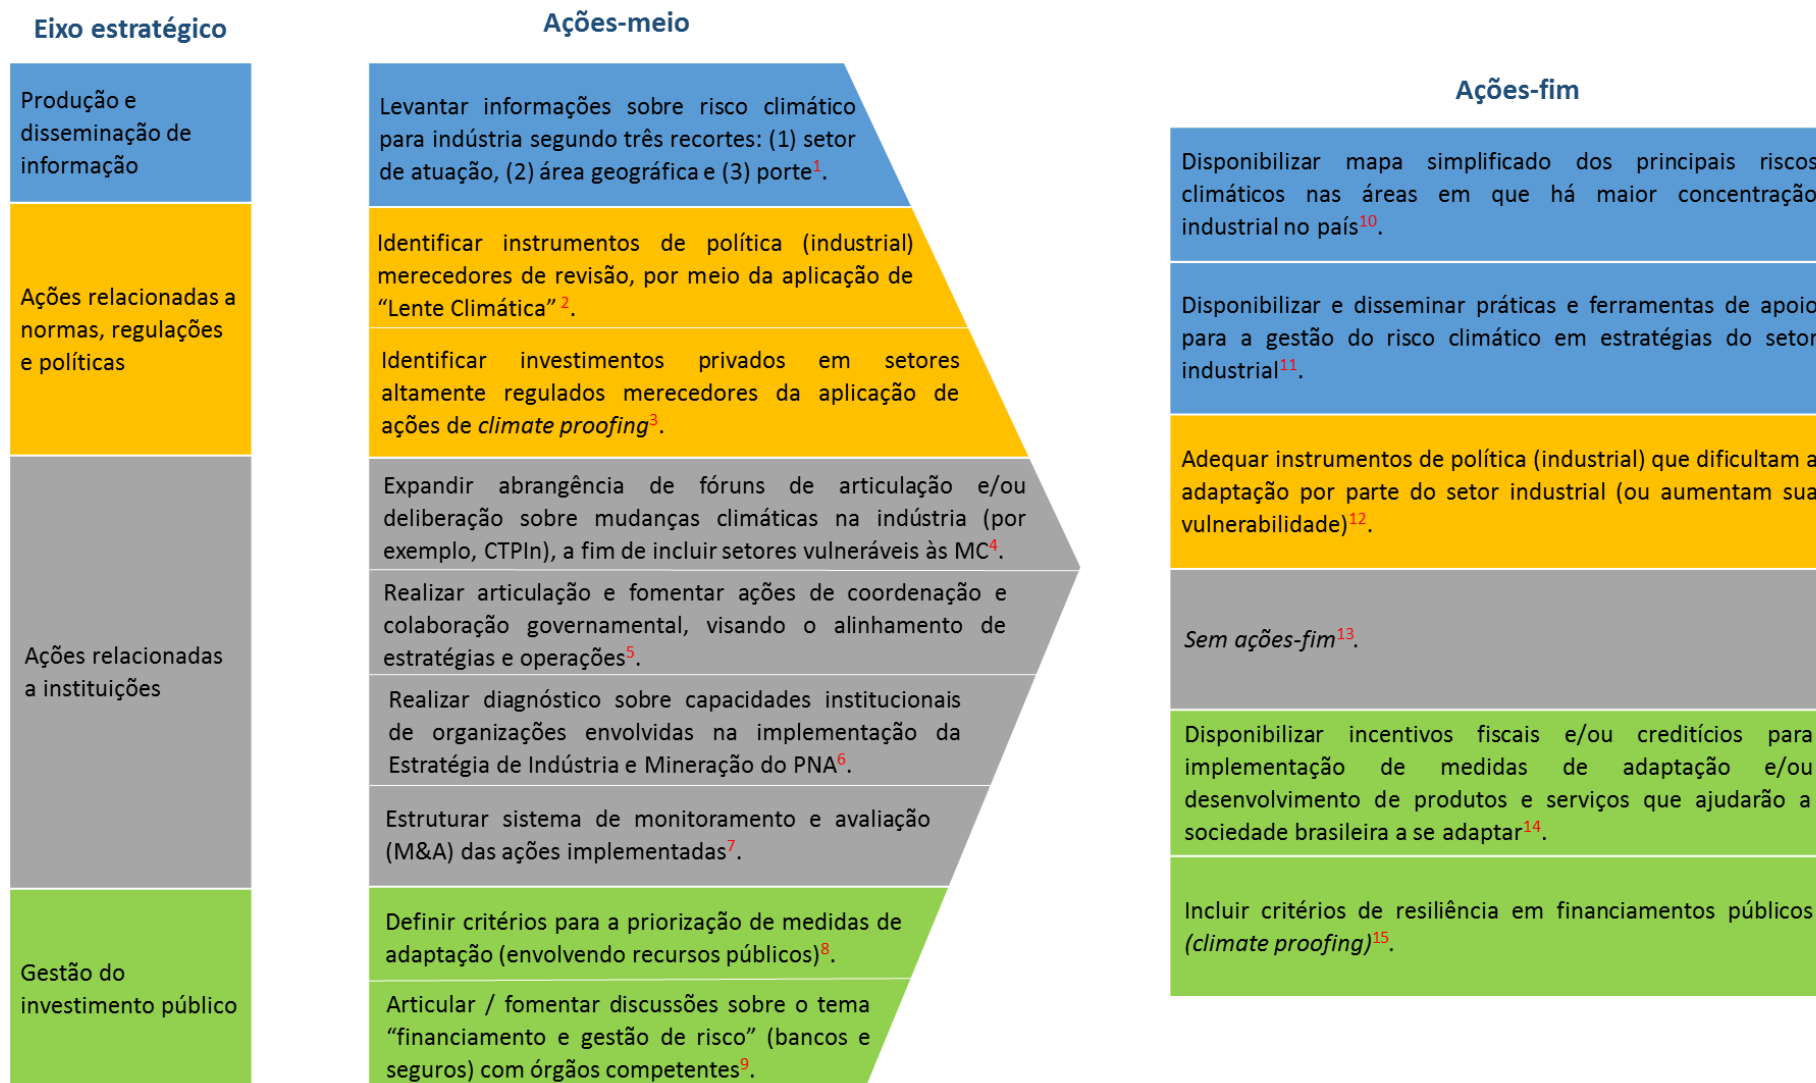 Eixo estratégico
Produção e
disseminação de
informação
Ações relacionadas a
normas, regulações
e políticas
Ações relacionadas
a instituições
Gestão do
investimento público
Ações-meio
Levantar informações sobre risco climático
para indústria segundo três recortes: (1) setor
de atuação, (2) área geográfica e (3) porte1.
Identificar instrumentos de política (industrial)
merecedores de revisão, por meio da aplicação de
“Lente Climática” 2.
Identificar investimentos privados em setores
altamente regulados merecedores da aplicação de
ações de climate proofing3.
Expandir abrangência de fóruns de articulação e/ou
deliberação sobre mudanças climáticas na indústria (por
exemplo, CTPIn), a fim de incluir setores vulneráveis às MC4.
Realizar articulação e fomentar ações de coordenação e
colaboração governamental, visando o alinhamento de
estratégias e operações5.
Realizar diagnóstico sobre capacidades institucionais
de organizações envolvidas na implementação da
Estratégia de Indústria e Mineração do PNA6.
Estruturar sistema de monitoramento e avaliação
(M&A) das ações implementadas7.
Definir critérios para a priorização de medidas de
adaptação (envolvendo recursos públicos)8.
Articular / fomentar discussões sobre o tema
“financiamento e gestão de risco” (bancos e
seguros) com órgãos competentes9.
Ações-fim
Disponibilizar mapa simplificado dos principais riscos
climáticos nas áreas em que há maior concentração
industrial no país10.
Disponibilizar e disseminar práticas e ferramentas de apoio
para a gestão do risco climático em estratégias do setor
industrial11.
Adequar instrumentos de política (industrial) que dificultam a
adaptação por parte do setor industrial (ou aumentam sua
vulnerabilidade)12.
Sem ações-fim13.
Disponibilizar incentivos fiscais e/ou creditícios para
implementação de medidas de adaptação e/ou
desenvolvimento de produtos e serviços que ajudarão a
sociedade brasileira a se adaptar14.
Incluir critérios de resiliência em financiamentos públicos
(climate proofing)15.